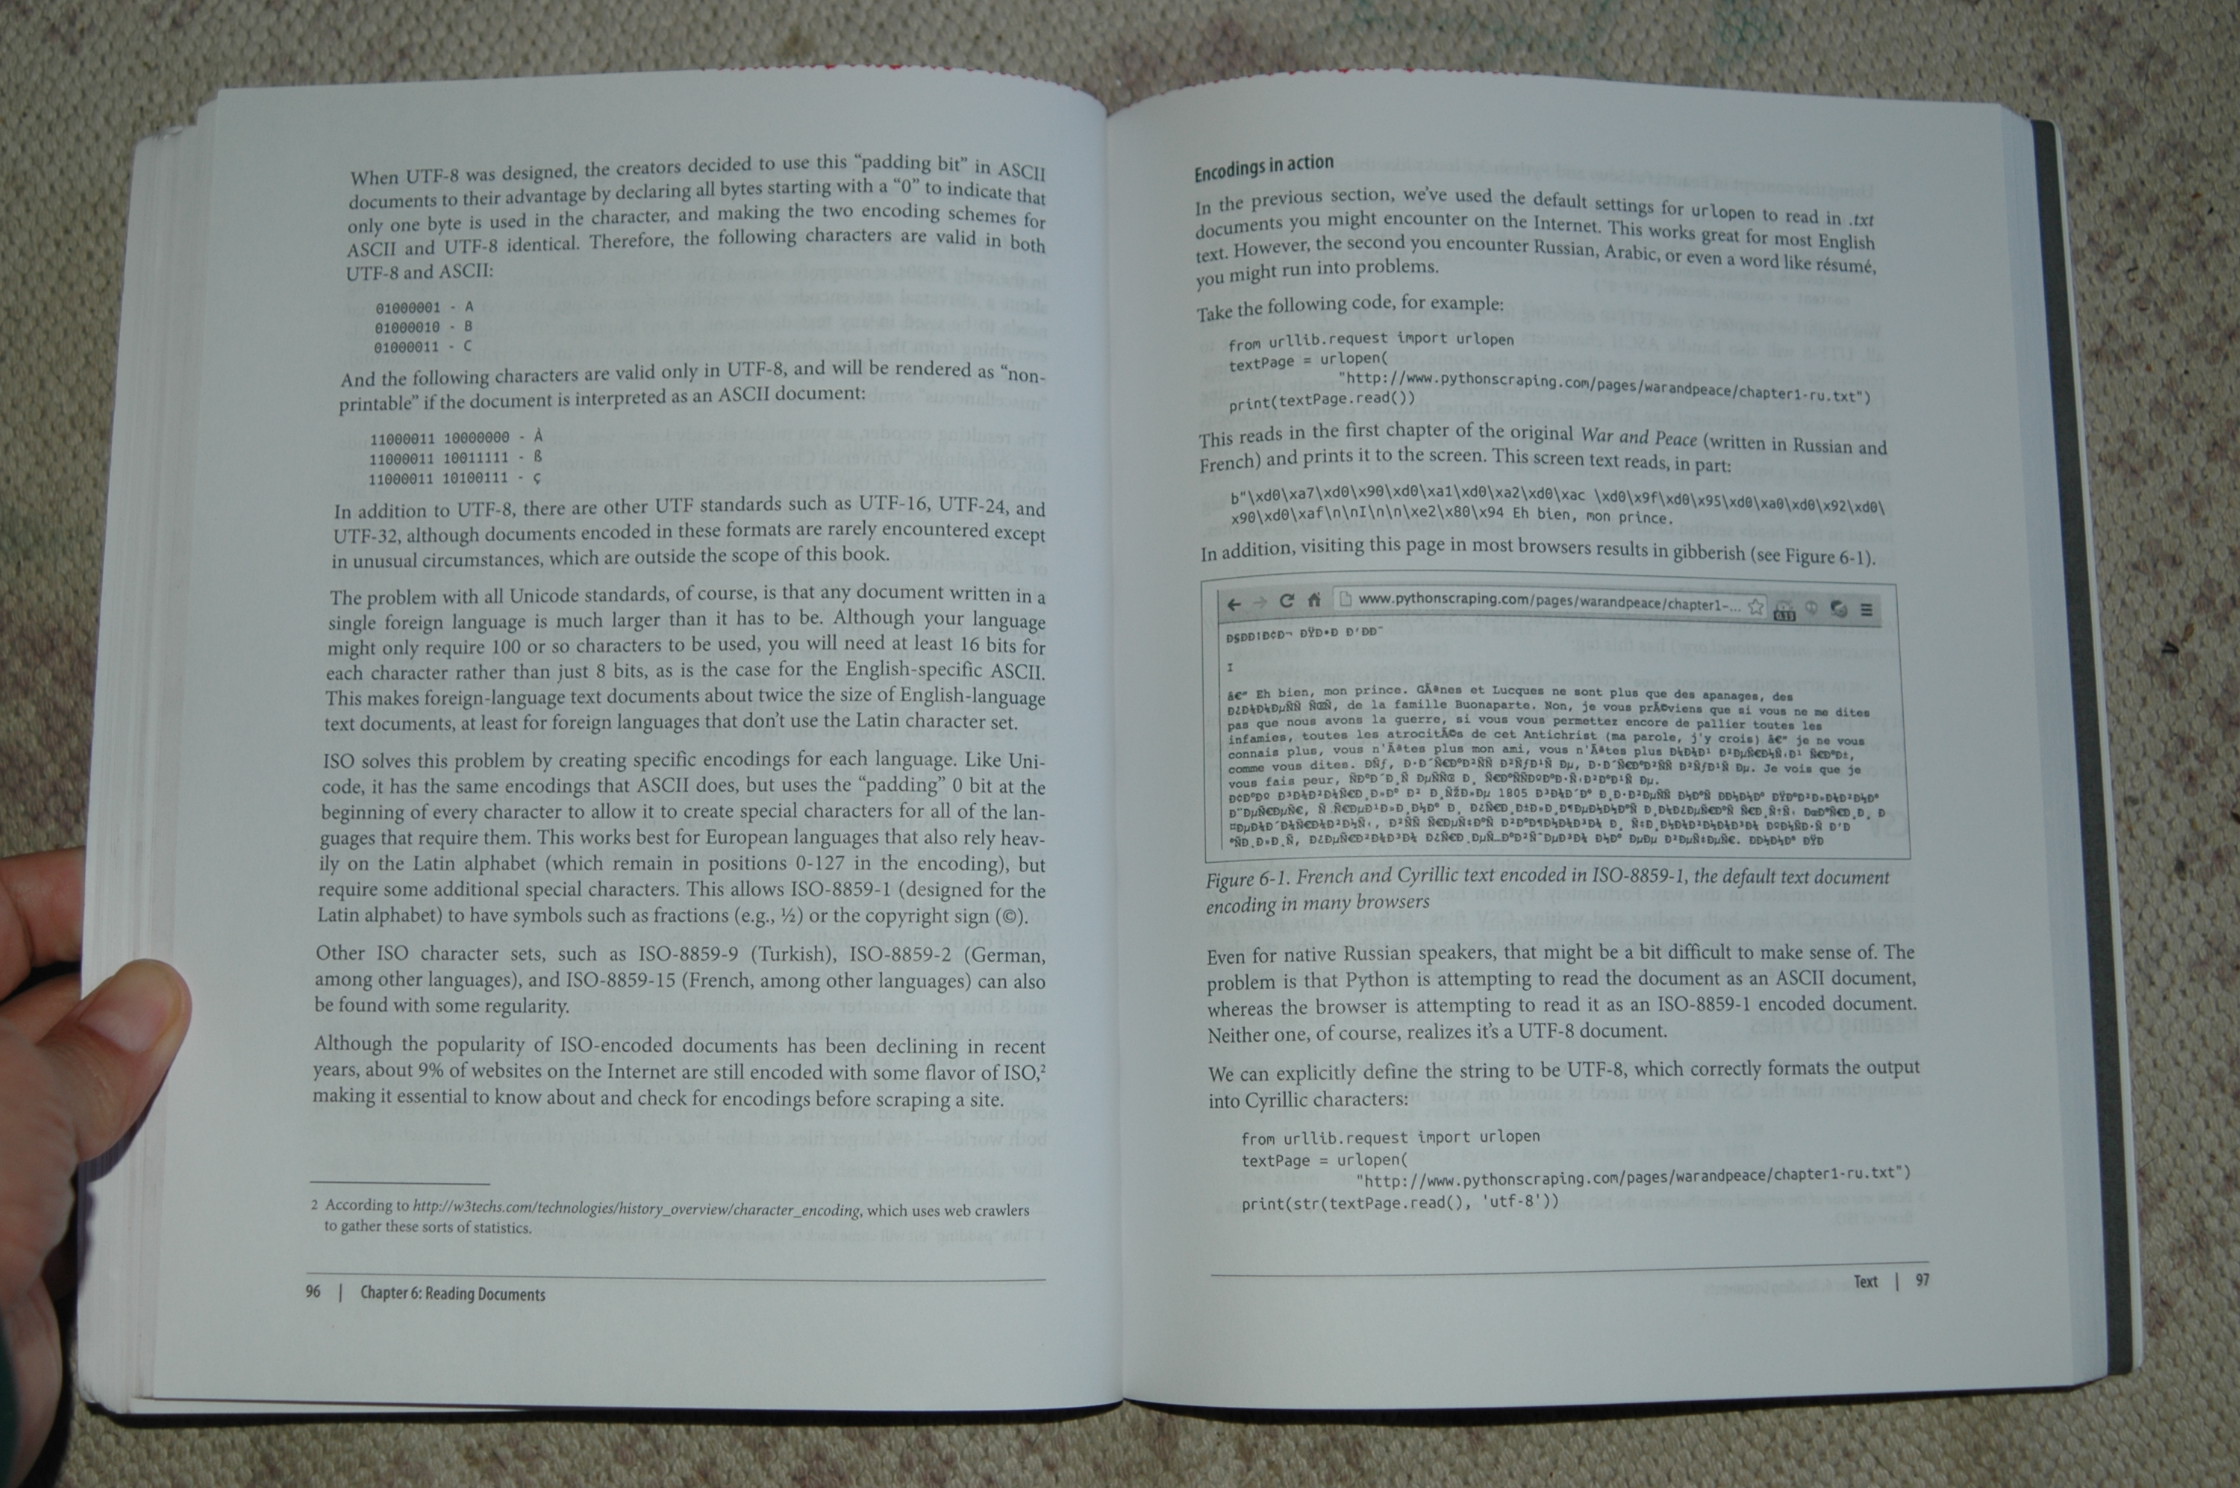 When UTF-8 was designed, the creators decided to use this “padding bit” in ASCII
documents to their advantage by declaring all bytes starting with a “0” to indicate that
only one byte is used in the character, and making the two encoding schemes for
ASCII and UTF-8 identical. Therefore, the following characters are valid in both
UTF-8 and ASCII:
01000001 - A
01000010 - B
01000011 - C
And the following characters are valid only in UTF-8, and will be rendered as “non-
printable” if the document is interpreted as an ASCII document:
11000011 10000000 - À
11000011 10011111 - ß
11000011 10100111 - ç
In addition to UTF-8, there are other UTF standards such as UTF-16, UTF-24, and
UTF-32, although documents encoded in these formats are rarely encountered except
in unusual circumstances, which are outside the scope of this book.
The problem with all Unicode standards, of course, is that any document written in a
single foreign language is much larger than it has to be. Although your language
might only require 100 or so characters to be used, you will need at least 16 bits for
each character rather than just 8 bits, as is the case for the English-specific ASCII.
This makes foreign-language text documents about twice the size of English-language
text documents, at least for foreign languages that don’t use the Latin character set.
ISO solves this problem by creating specific encodings for each language. Like Uni-
code, it has the same encodings that ASCII does, but uses the “padding” 0 bit at the
beginning of every character to allow it to create special characters for all of the lan-
guages that require them. This works best for European languages that also rely heav-
ily on the Latin alphabet (which remain in positions 0-127 in the encoding), but
require some additional special characters. This allows ISO-8859-1 (designed for the
Latin alphabet) to have symbols such as fractions (e.g., ½) or the copyright sign (©).
Other ISO character sets, such as ISO-8859-9 (Turkish), ISO-8859-2 (German,
among other languages), and ISO-8859-15 (French, among other languages) can also
be found with some regularity.
Although the popularity of ISO-encoded documents has been declining in recent
years, about 9% of websites on the Internet are still encoded with some flavor of ISO,²
making it essential to know about and check for encodings before scraping a site.
2 According to http://w3techs.com/technologies/history_overview/character_encoding, which uses web crawlers
to gather these sorts of statistics.
96 | Chapter 6: Reading Documents
Encodings in action
In the previous section, we’ve used the default settings for urlopen to read in .txt
documents you might encounter on the Internet. This works great for most English
text. However, the second you encounter Russian, Arabic, or even a word like résumé,
you might run into problems.
Take the following code, for example:
from urllib.request import urlopen
textPage = urlopen(
"http://www.pythonscraping.com/pages/warandpeace/chapter1-ru.txt")
print(textPage.read())
This reads in the first chapter of the original War and Peace (written in Russian and
French) and prints it to the screen. This screen text reads, in part:
b"\xd0\xa7\xd0\x90\xd0\xa1\xd0\xa2\xd0\xac \xd0\x9f\xd0\x95\xd0\xa0\xd0\x92\xd0\
x90\xd0\xaf\n\nI\n\n\xe2\x80\x94 Eh bien, mon prince.
In addition, visiting this page in most browsers results in gibberish (see Figure 6-1).
www.pythonscraping.com/pages/warandpeace/chapter1-...
I
â€” Eh bien, mon prince. GÃªnes et Lucques ne sont plus que des apanages, des
de la famille Buonaparte. Non, je vous prÃ©viens que si vous ne me dites
pas que nous avons la guerre, si vous vous permettez encore de pallier toutes les
infamies, toutes les atrocitÃ©s de cet Antichrist (ma parole, j'y crois) â€” je ne vous
connais plus, vous n'Ãªtes plus mon ami, vous n'Ãªtes plus
comme vous dites. Je vois que je
vous fais peur,
1805
Figure 6-1. French and Cyrillic text encoded in ISO-8859-1, the default text document
encoding in many browsers
Even for native Russian speakers, that might be a bit difficult to make sense of. The
problem is that Python is attempting to read the document as an ASCII document,
whereas the browser is attempting to read it as an ISO-8859-1 encoded document.
Neither one, of course, realizes it’s a UTF-8 document.
We can explicitly define the string to be UTF-8, which correctly formats the output
into Cyrillic characters:
from urllib.request import urlopen
textPage = urlopen(
"http://www.pythonscraping.com/pages/warandpeace/chapter1-ru.txt")
print(str(textPage.read(), 'utf-8'))
Text | 97